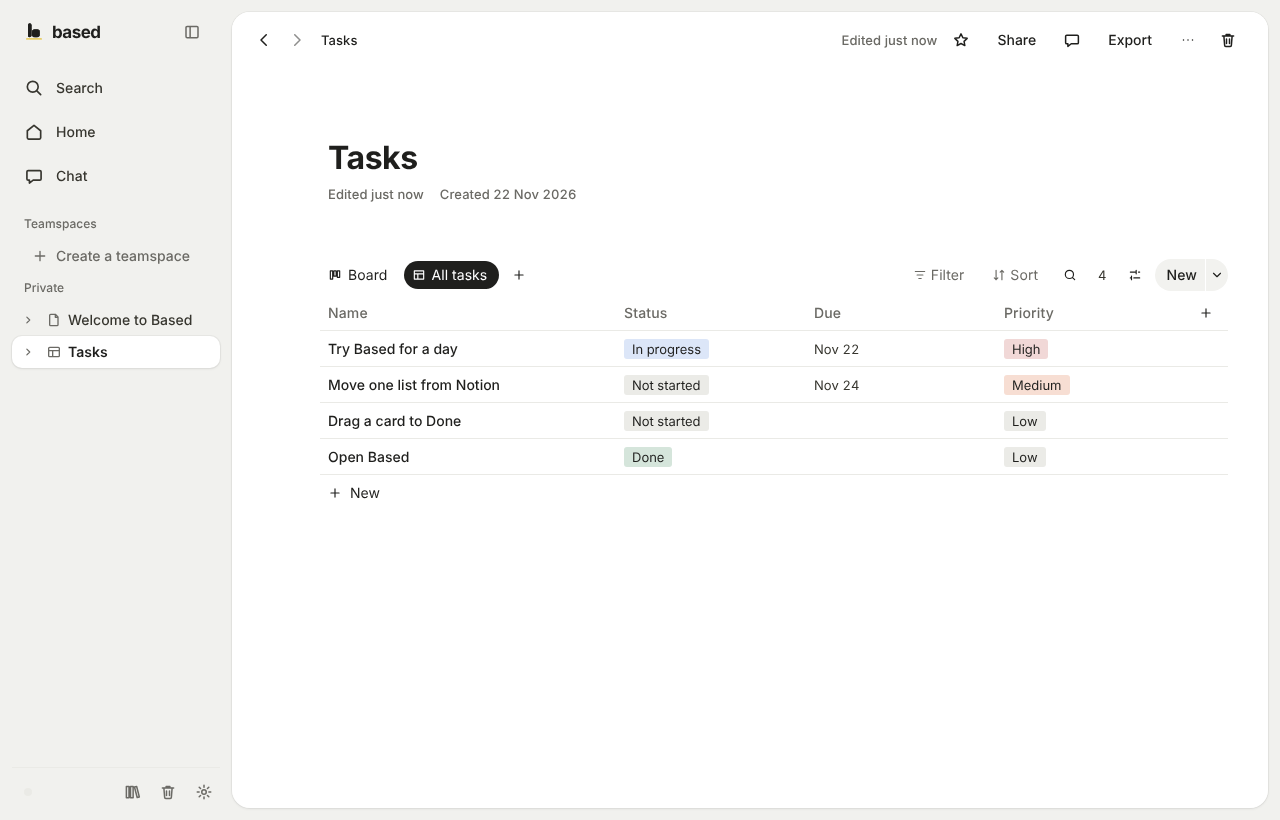 based
Search
Home
Chat
Teamspaces
Create a teamspace
Private
Welcome to Based
Tasks
Tasks
Edited just now
Share
Export
Tasks
Edited just now Created 22 Nov 2026
Board All tasks
Filter Sort 4 New
Name Status Due Priority
Try Based for a day In progress Nov 22 High
Move one list from Notion Not started Nov 24 Medium
Drag a card to Done Not started Low
Open Based Done Low
New